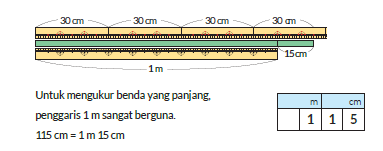 30 cm 30 cm 30 cm 30 cm
15cm
1 m
Untuk mengukur benda yang panjang,
penggaris 1 m sangat berguna.
115 cm = 1 m 15 cm
m cm
1 1 5